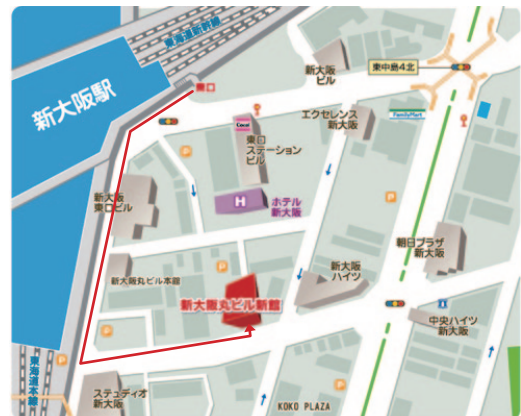 東海道新幹線
新大阪駅
東口
新大阪
ビル
東中島4北
エクセレンス
新大阪
FamilyMart
東口
ステーション
ビル
新大阪
東口ビル
H
ホテル
新大阪
P
朝日プラザ
新大阪
新大阪丸ビル本館
新大阪丸ビル新館
新大阪
ハイツ
中央ハイツ
新大阪
東海道本線
ステュディオ
新大阪
KOKO PLAZA